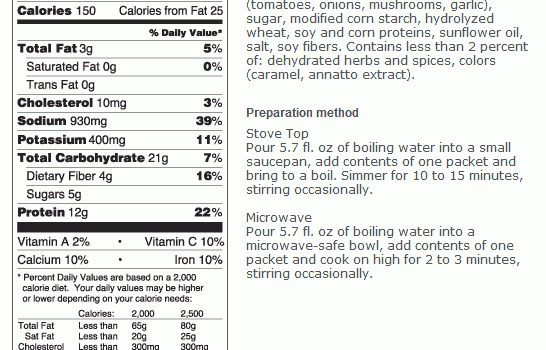 Calories 150 Calories from Fat 25
% Daily Value*
Total Fat 3g 5%
Saturated Fat 0g 0%
Trans Fat 0g
Cholesterol 10mg 3%
Sodium 930mg 39%
Potassium 400mg 11%
Total Carbohydrate 21g 7%
Dietary Fiber 4g 16%
Sugars 5g
Protein 12g 22%
Vitamin A 2% • Vitamin C 10%
Calcium 10% • Iron 10%
* Percent Daily Values are based on a 2,000
calorie diet. Your daily values may be higher
or lower depending on your calorie needs:
Calories: 2,000 2,500
Total Fat Less than 65g 80g
Sat Fat Less than 20g 25g
Cholesterol Less than 300mg 300mg
(tomatoes, onions, mushrooms, garlic),
sugar, modified corn starch, hydrolyzed
wheat, soy and corn proteins, sunflower oil,
salt, soy fibers. Contains less than 2 percent
of: dehydrated herbs and spices, colors
(caramel, annatto extract).
Preparation method
Stove Top
Pour 5.7 fl. oz of boiling water into a small
saucepan, add contents of one packet and
bring to a boil. Simmer for 10 to 15 minutes,
stirring occasionally.
Microwave
Pour 5.7 fl. oz of boiling water into a
microwave-safe bowl, add contents of one
packet and cook on high for 2 to 3 minutes,
stirring occasionally.